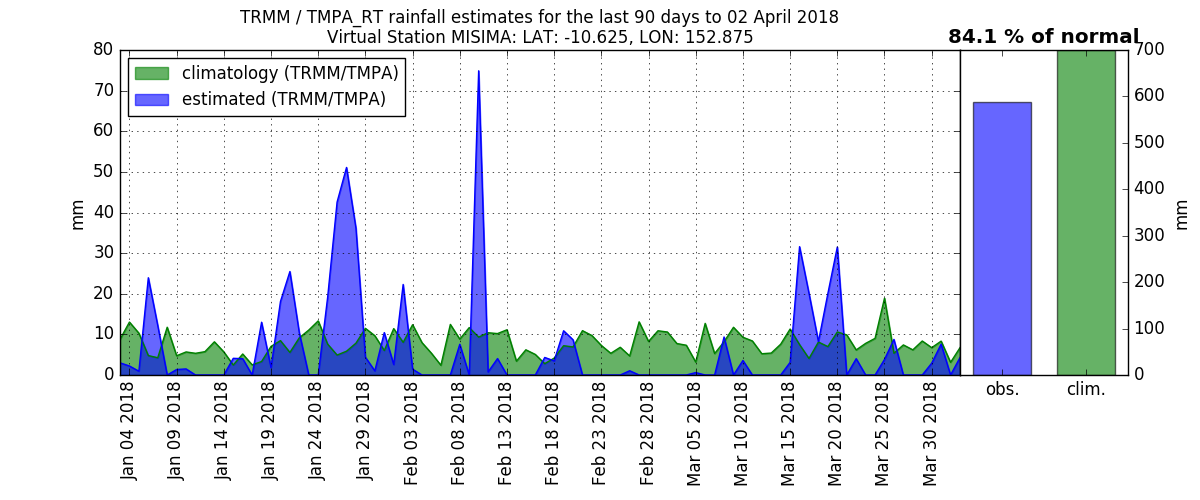 TRMM / TMPA_RT rainfall estimates for the last 90 days to 02 April 2018
Virtual Station MISIMA: LAT: -10.625, LON: 152.875
84.1 % of normal
climatology (TRMM/TMPA)
estimated (TRMM/TMPA)
80
70
60
50
40
30
20
10
0
mm
Jan 04 2018
Jan 09 2018
Jan 14 2018
Jan 19 2018
Jan 24 2018
Jan 29 2018
Feb 03 2018
Feb 08 2018
Feb 13 2018
Feb 18 2018
Feb 23 2018
Feb 28 2018
Mar 05 2018
Mar 10 2018
Mar 15 2018
Mar 20 2018
Mar 25 2018
Mar 30 2018
obs.
clim.
700
600
500
400
300
200
100
0
mm